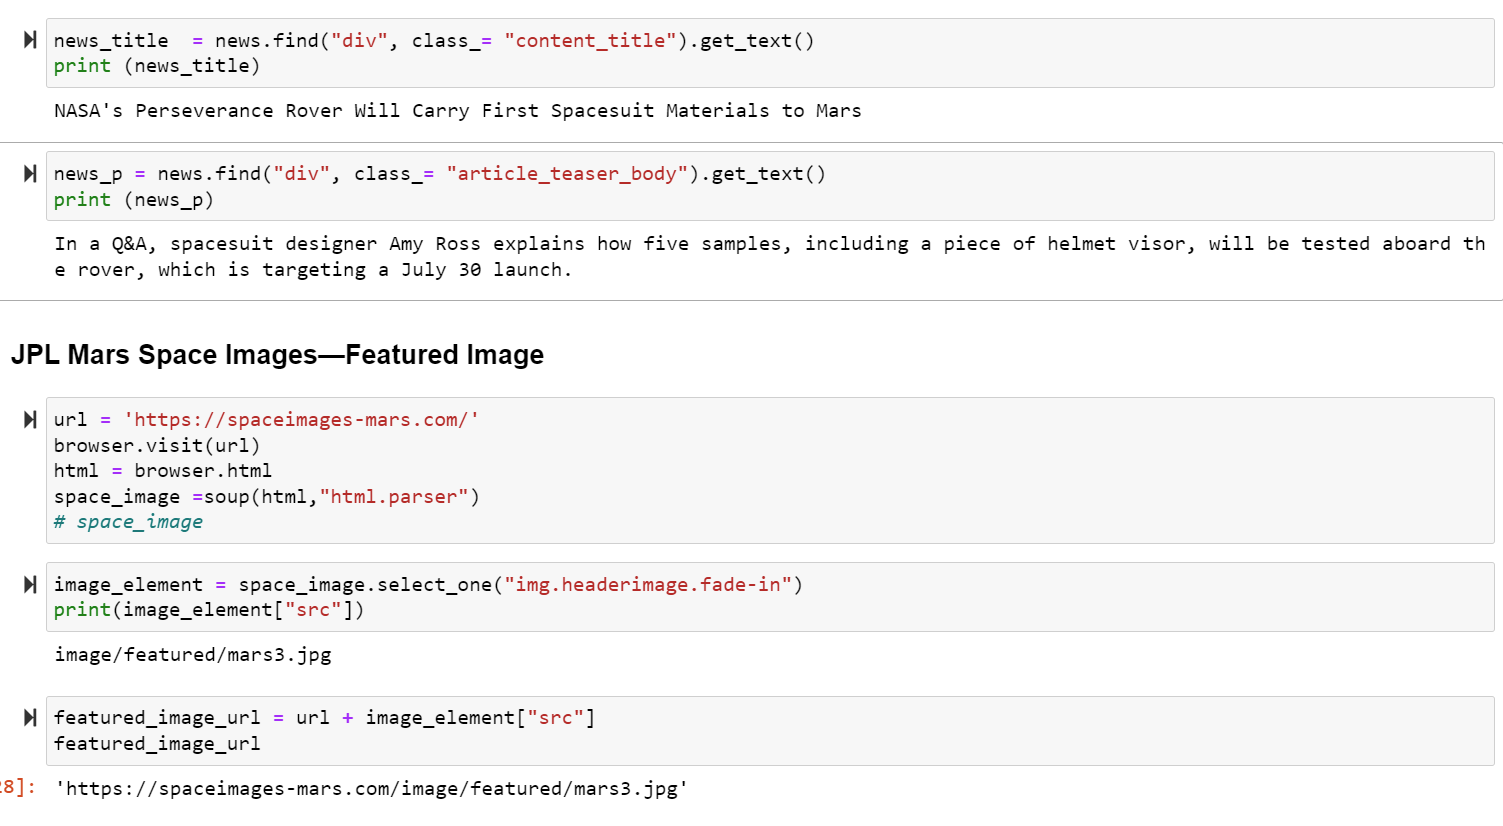 news_title  = news.find("div", class_= "content_title").get_text()
print (news_title)
NASA's Perseverance Rover Will Carry First Spacesuit Materials to Mars
news_p = news.find("div", class_= "article_teaser_body").get_text()
print (news_p)
In a Q&A, spacesuit designer Amy Ross explains how five samples, including a piece of helmet visor, will be tested aboard th
e rover, which is targeting a July 30 launch.
JPL Mars Space Images—Featured Image
url = 'https://spaceimages-mars.com/'
browser.visit(url)
html = browser.html
space_image =soup(html,"html.parser")
# space_image
image_element = space_image.select_one("img.headerimage.fade-in")
print(image_element["src"])
image/featured/mars3.jpg
featured_image_url = url + image_element["src"]
featured_image_url
8]: 'https://spaceimages-mars.com/image/featured/mars3.jpg'